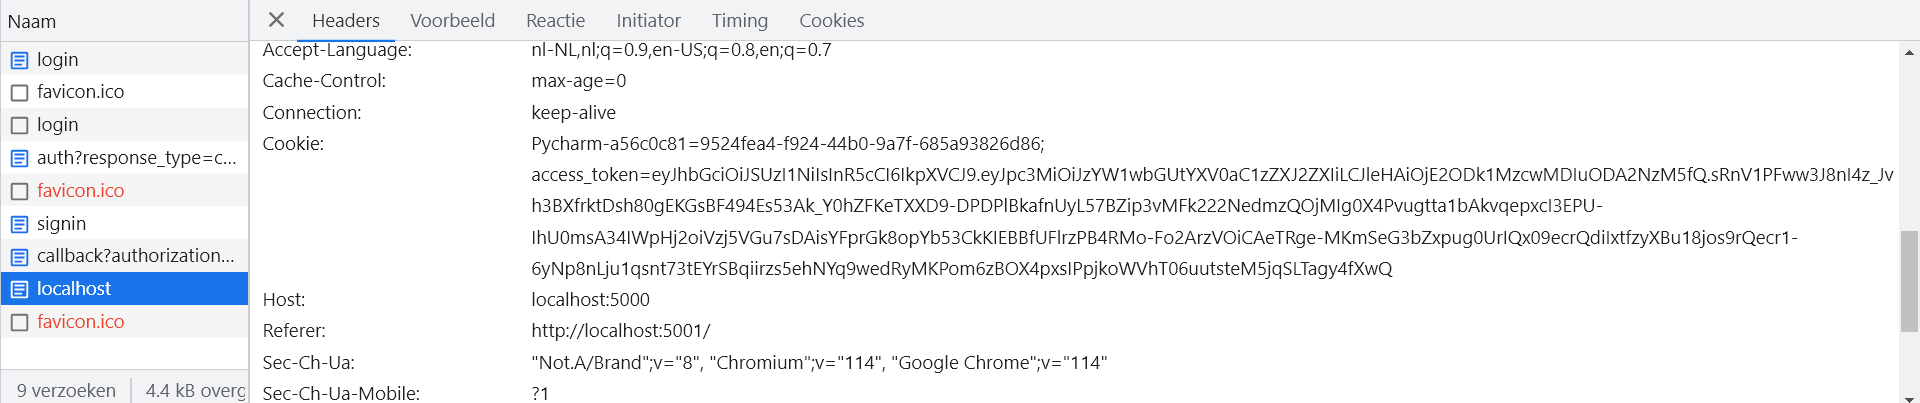 Naam
login
favicon.ico
login
auth?response_type=c...
favicon.ico
signin
callback?authorization...
localhost
favicon.ico
9 verzoeken
4.4 kB overg
Headers Voorbeeld Reactie Initiator Timing Cookies
Accept-Language: nl-NL,nl;q=0.9,en-US;q=0.8,en;q=0.7
Cache-Control: max-age=0
Connection: keep-alive
Cookie: Pycharm-a56c0c81=9524fea4-f924-44b0-9a7f-685a93826d86;
access_token=eyJhbGciOiJSUzI1NiIsInR5cCI6IkpXVCJ9.eyJpc3MiOiJzYW1wbGUtYXV0aC1zZXJ2ZXIiLCJleHAiOjE2ODk1MzcwMDIuODA2NzM5fQ.sRnV1PFww3J8nI4z_Jv
h3BXfrktDsh80gEKGsBF494Es53Ak_Y0hZFKeTXXD9-DPDPlBkafnUyL57BZip3vMFk222NedmzQOjMIg0X4Pvugtta1bAkvqepxcI3EPU-
IhU0msA34IWpHj2oiVzj5VGu7sDAisYFprGk8opYb53CkKIEBBfUFlrzPB4RMo-Fo2ArzVOiCAeTRge-MKmSeG3bZxpug0UrIQx09ecrQdiIxtfzyXBu18jos9rQecr1-
6yNp8nLju1qsnt73tEYrSBqiirzs5ehNYq9wedRyMKPom6zBOX4pxsIPpjkoWVhT06uutsteM5jqSLTagy4fXwQ
Host: localhost:5000
Referer: http://localhost:5001/
Sec-Ch-Ua: "Not.A/Brand";v="8", "Chromium";v="114", "Google Chrome";v="114"
Sec-Ch-Ua-Mobile: ?1